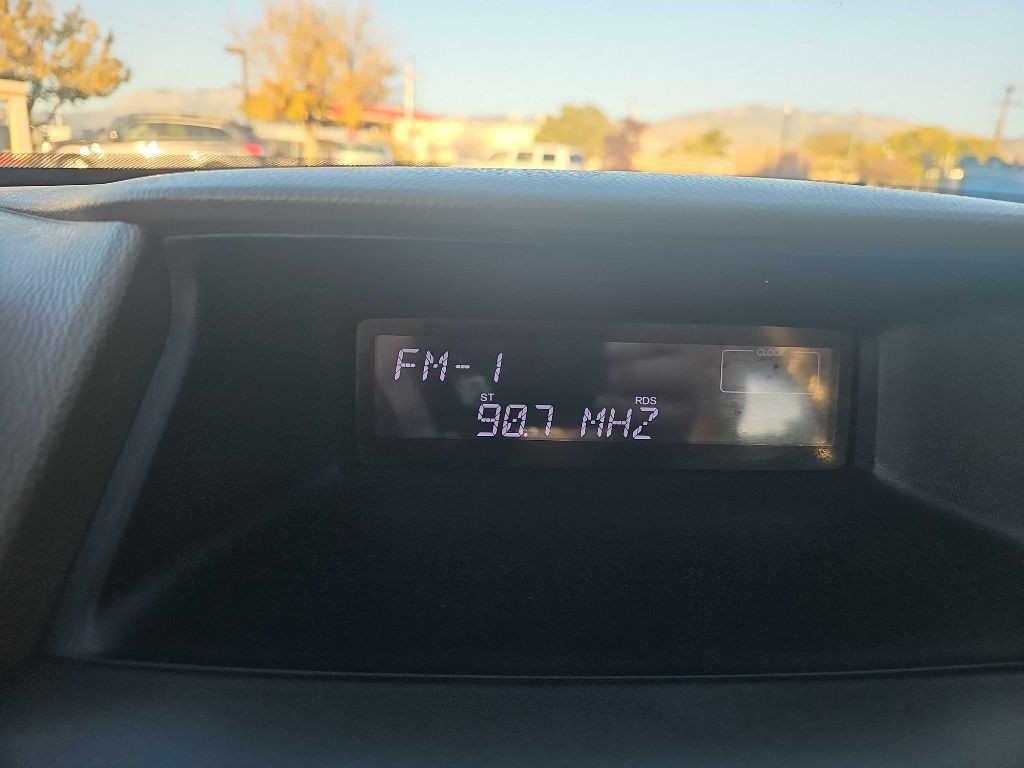 FM-1
CLOCK
ST
RDS
90.7 MHZ